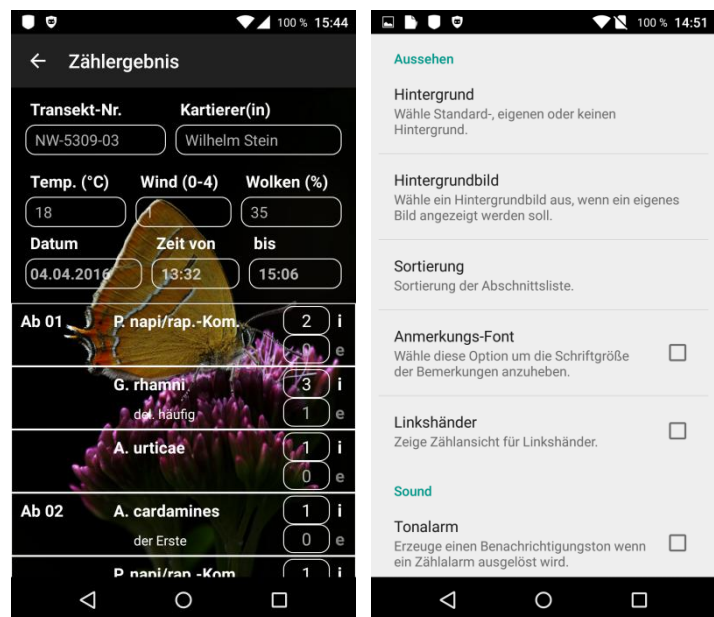 100 % 15:44
Zählergebnis
Transekt-Nr. Kartierer(in)
NW-5309-03 Wilhelm Stein
Temp. (°C) Wind (0-4) Wolken (%)
18 1 35
Datum Zeit von bis
04.04.2016 13:32 15:06
Ab 01 P. napi/rap.-Kom. 2 i
0 e
G. rhamni 3 i
del. häufig 1 e
A. urticae 1 i
0 e
Ab 02 A. cardamines 1 i
der Erste 0 e
P. napi/rap.-Kom. 1 i
100 % 14:51
Aussehen
Hintergrund
Wähle Standard-, eigenen oder keinen
Hintergrund.
Hintergrundbild
Wähle ein Hintergrundbild aus, wenn ein eigenes
Bild angezeigt werden soll.
Sortierung
Sortierung der Abschnittsliste.
Anmerkungs-Font
Wähle diese Option um die Schriftgröße
der Bemerkungen anzuheben.
Linkshänder
Zeige Zählansicht für Linkshänder.
Sound
Tonalarm
Erzeuge einen Benachrichtigungston wenn
ein Zählalarm ausgelöst wird.